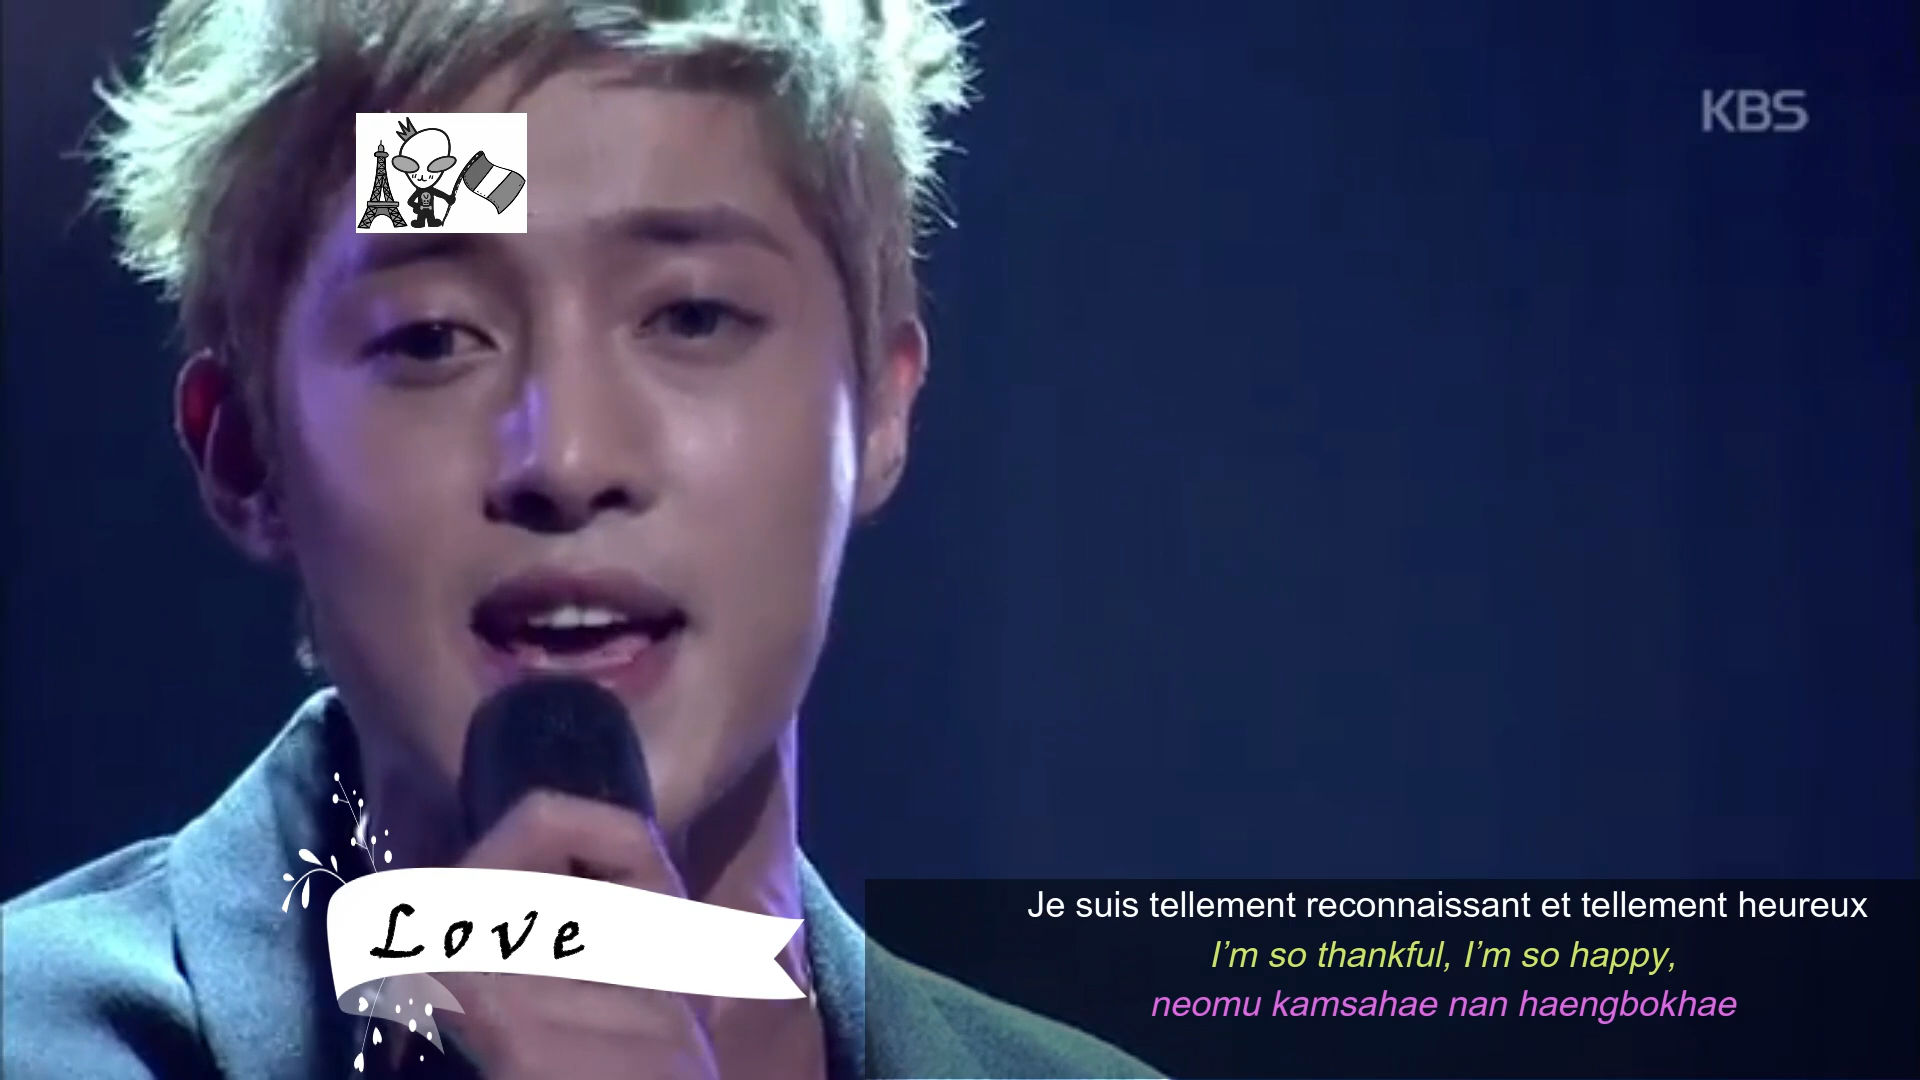 KBS
Love
Je suis tellement reconnaissant et tellement heureux
I'm so thankful, I'm so happy,
neomu kamsahae nan haengbokhae